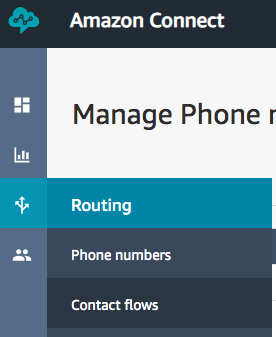 Amazon Connect
Manage Phone
Routing
Phone numbers
Contact flows